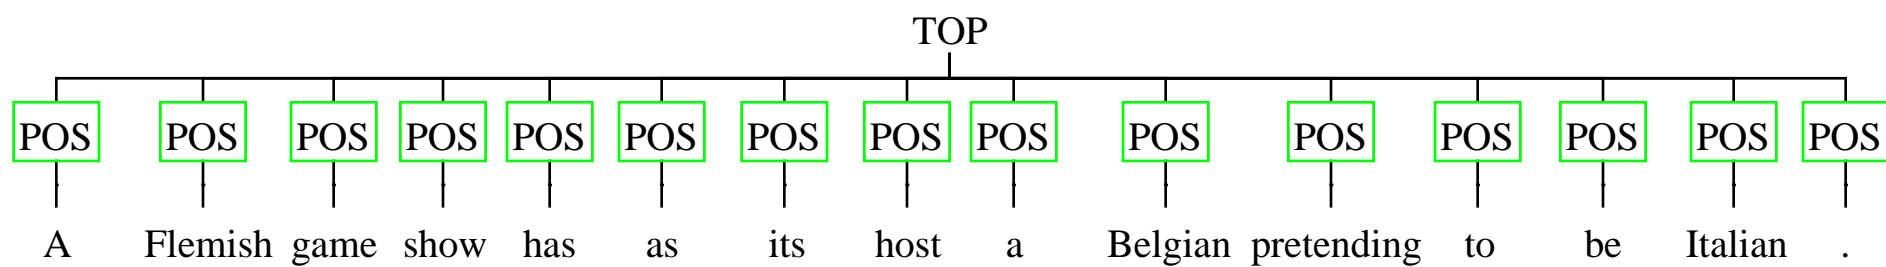 TOP
POS POS POS POS POS POS POS POS POS POS POS POS POS POS POS
A Flemish game show has as its host a Belgian pretending to be Italian .